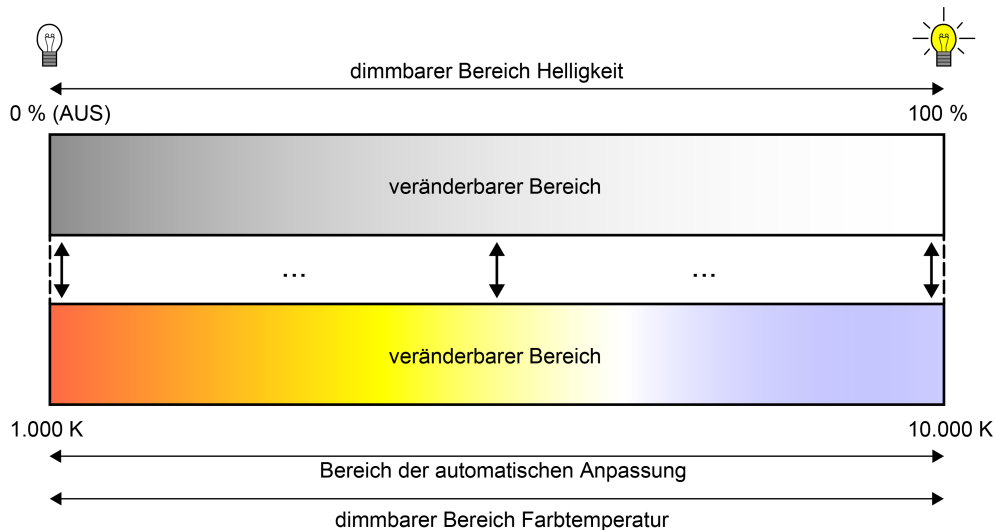 dimmbarer Bereich Helligkeit
0 % (AUS)
100 %
veränderbarer Bereich
...
...
veränderbarer Bereich
1.000 K
10.000 K
Bereich der automatischen Anpassung
dimmbarer Bereich Farbtemperatur